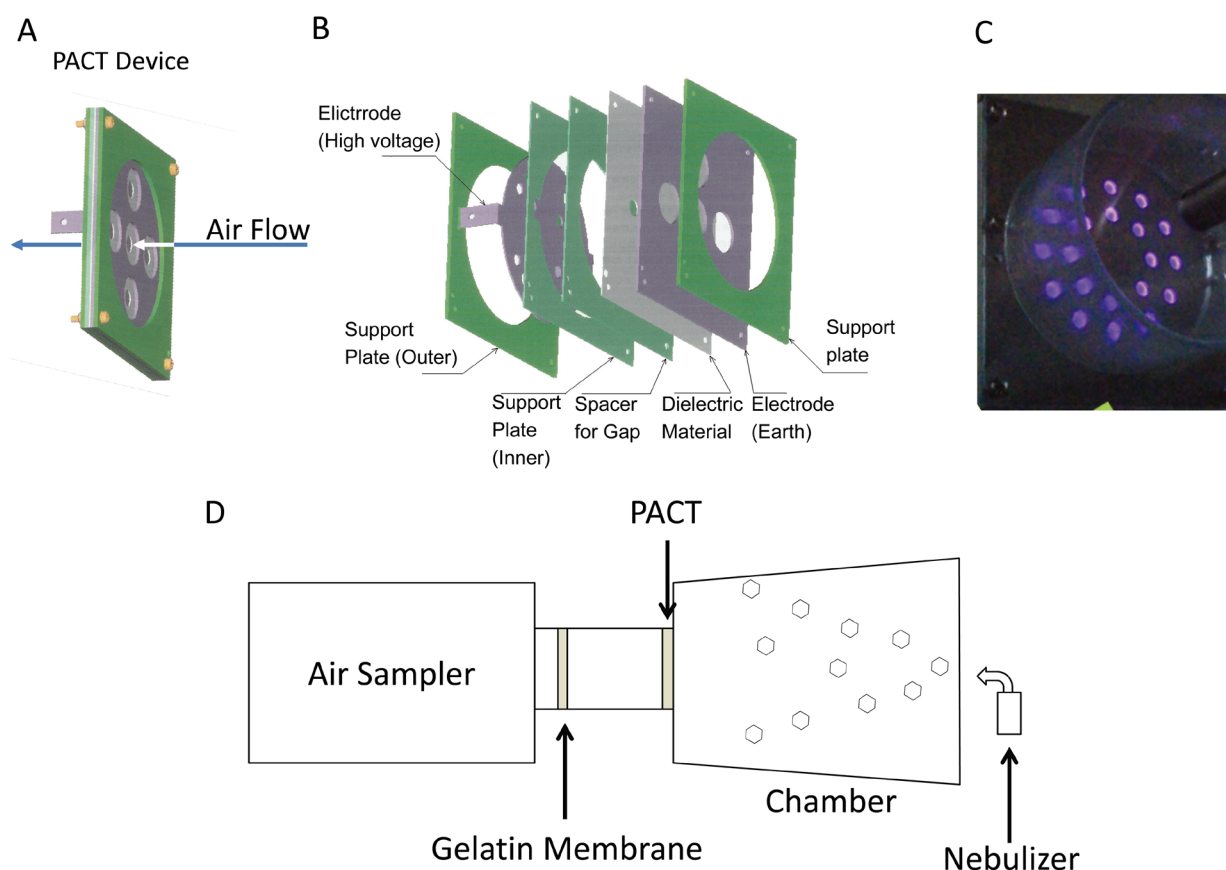 A
PACT Device
Air Flow
B
Elictrrode
(High voltage)
Support
Plate (Outer)
Support
Plate
(Inner)
Spacer
for Gap
Dielectric
Material
Electrode
(Earth)
Support
plate
C
D
PACT
Air Sampler
Gelatin Membrane
Chamber
Nebulizer